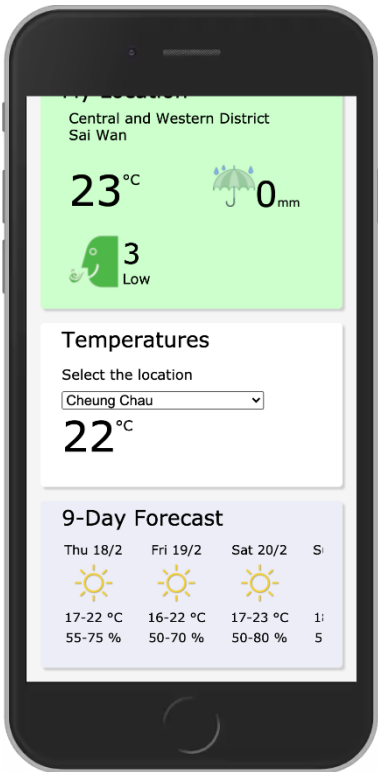 My Location
Central and Western District
Sai Wan
23°C
0mm
3
Low
Temperatures
Select the location
Cheung Chau
22°C
9-Day Forecast
Thu 18/2 Fri 19/2 Sat 20/2
17-22 °C 16-22 °C 17-23 °C
55-75 % 50-70 % 50-80 %